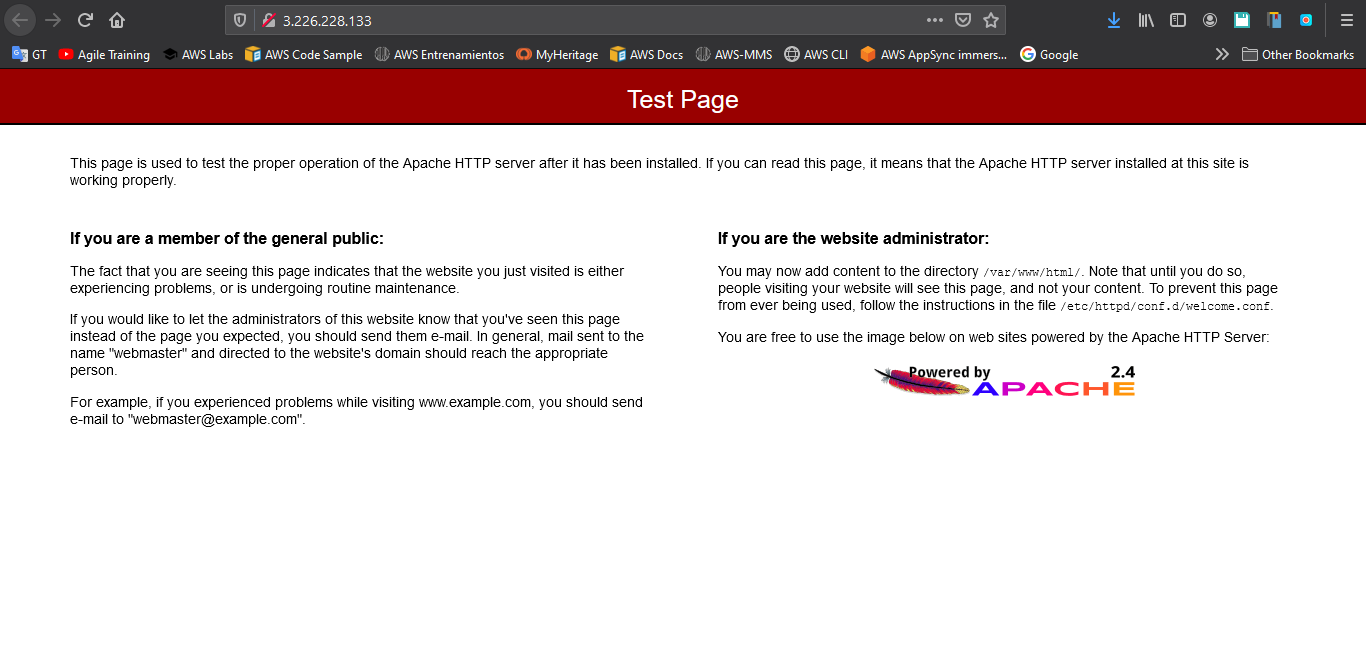 3.226.228.133
GT Agile Training AWS Labs AWS Code Sample AWS Entrenamientos MyHeritage AWS Docs AWS-MMS AWS CLI AWS AppSync immers... Google Other Bookmarks
Test Page
This page is used to test the proper operation of the Apache HTTP server after it has been installed. If you can read this page, it means that the Apache HTTP server installed at this site is
working properly.
If you are a member of the general public:
The fact that you are seeing this page indicates that the website you just visited is either
experiencing problems, or is undergoing routine maintenance.
If you would like to let the administrators of this website know that you've seen this page
instead of the page you expected, you should send them e-mail. In general, mail sent to the
name "webmaster" and directed to the website's domain should reach the appropriate
person.
For example, if you experienced problems while visiting www.example.com, you should send
e-mail to "webmaster@example.com".
If you are the website administrator:
You may now add content to the directory /var/www/html/. Note that until you do so,
people visiting your website will see this page, and not your content. To prevent this page
from ever being used, follow the instructions in the file /etc/httpd/conf.d/welcome.conf.
You are free to use the image below on web sites powered by the Apache HTTP Server:
Powered by 2.4
APACHE